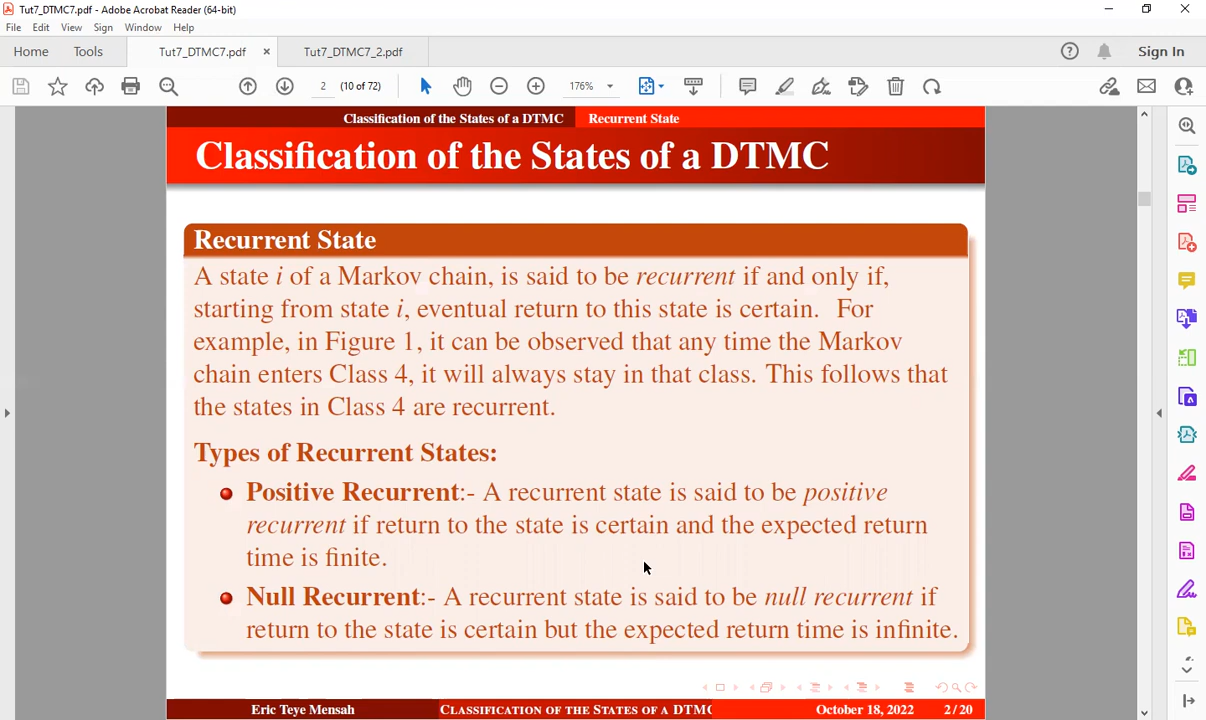 Tut7_DTMC7.pdf - Adobe Acrobat Reader (64-bit)
File Edit View Sign Window Help
Home Tools Tut7_DTMC7.pdf × Tut7_DTMC7_2.pdf Sign In
2 (10 of 72) 176%
Classification of the States of a DTMC Recurrent State
Classification of the States of a DTMC
Recurrent State
A state i of a Markov chain, is said to be recurrent if and only if,
starting from state i, eventual return to this state is certain. For
example, in Figure 1, it can be observed that any time the Markov
chain enters Class 4, it will always stay in that class. This follows that
the states in Class 4 are recurrent.
Types of Recurrent States:
Positive Recurrent:- A recurrent state is said to be positive
recurrent if return to the state is certain and the expected return
time is finite.
Null Recurrent:- A recurrent state is said to be null recurrent if
return to the state is certain but the expected return time is infinite.
Eric Teye Mensah CLASSIFICATION OF THE STATES OF A DTMC October 18, 2022 2 / 20